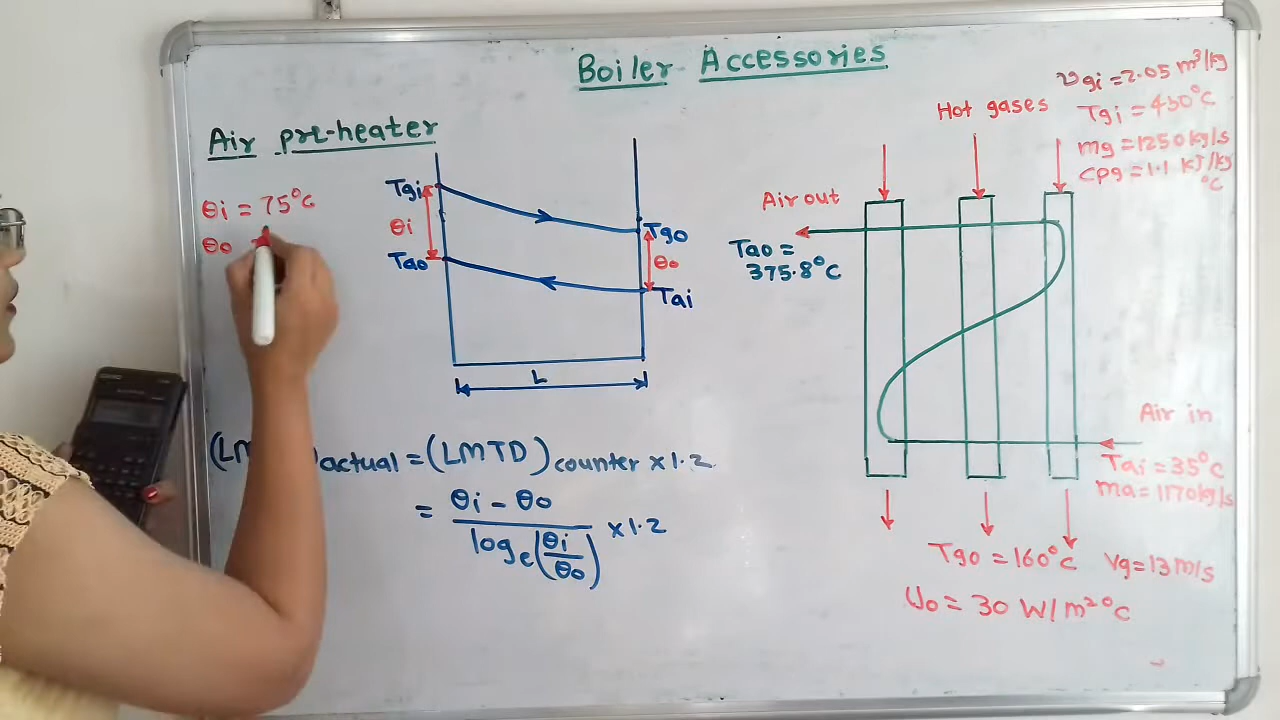 Boiler Accessories
Air pre-heater
θi = 75°C
θo =
Tgi
θi
Tao
Tgo
θo
Tai
L
(LM )actual = (LMTD)counter × 1.2
= θi - θo
loge(θi/θo) × 1.2
Hot gases
νgi = 2.05 m³/kg
Tgi = 450°C
mg = 1250 kg/s
Cpg = 1.1 KJ/kg
°C
Air out
Tao =
375.8°C
Air in
Tai = 35°C
ma = 1170 kg/s
Tgo = 160°C Vg = 13 m/s
Uo = 30 W/m²°C